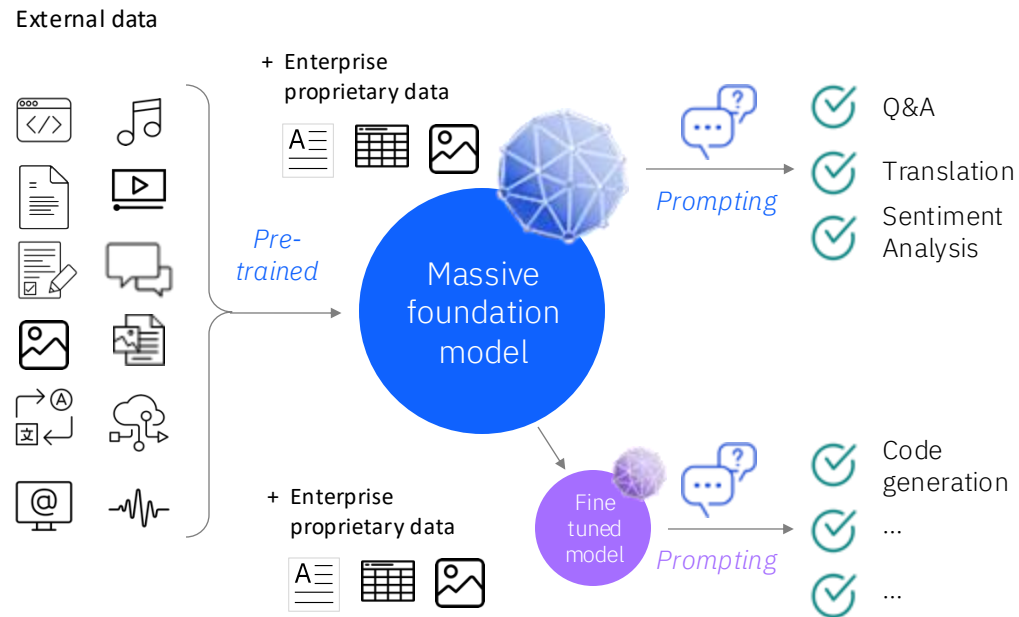 External data
+ Enterprise
proprietary data
A
Pre-
trained
Massive
foundation
model
Prompting
Q&A
Translation
Sentiment
Analysis
</>
A
文
@
+ Enterprise
proprietary data
A
Fine
tuned
model
?
...
?
...
Prompting
Code
generation
...
...